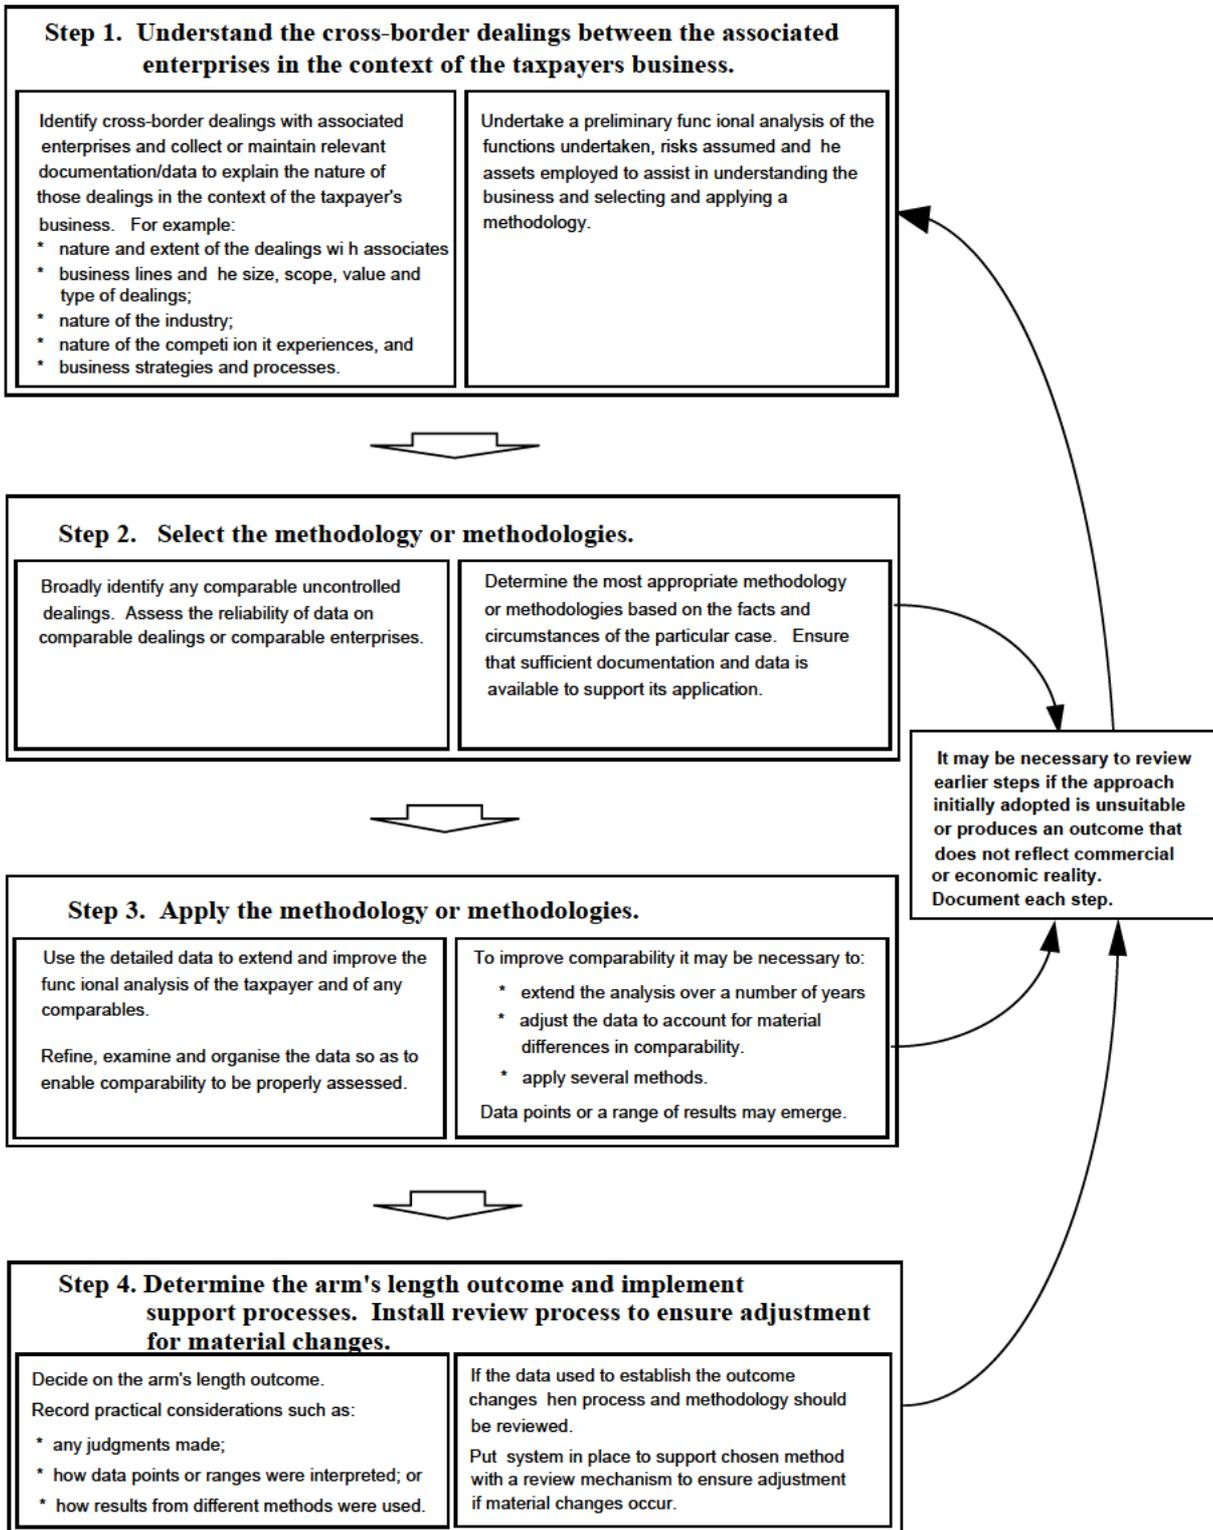 Step 1. Understand the cross-border dealings between the associated
enterprises in the context of the taxpayers business.
Identify cross-border dealings with associated
enterprises and collect or maintain relevant
documentation/data to explain the nature of
those dealings in the context of the taxpayer's
business. For example:
* nature and extent of the dealings wi h associates
* business lines and he size, scope, value and
type of dealings;
* nature of the industry;
* nature of the competi ion it experiences, and
* business strategies and processes.
Undertake a preliminary func ional analysis of the
functions undertaken, risks assumed and he
assets employed to assist in understanding the
business and selecting and applying a
methodology.
Step 2. Select the methodology or methodologies.
Broadly identify any comparable uncontrolled
dealings. Assess the reliability of data on
comparable dealings or comparable enterprises.
Determine the most appropriate methodology
or methodologies based on the facts and
circumstances of the particular case. Ensure
that sufficient documentation and data is
available to support its application.
It may be necessary to review
earlier steps if the approach
initially adopted is unsuitable
or produces an outcome that
does not reflect commercial
or economic reality.
Document each step.
Step 3. Apply the methodology or methodologies.
Use the detailed data to extend and improve the
func ional analysis of the taxpayer and of any
comparables.
Refine, examine and organise the data so as to
enable comparability to be properly assessed.
To improve comparability it may be necessary to:
* extend the analysis over a number of years
* adjust the data to account for material
differences in comparability.
* apply several methods.
Data points or a range of results may emerge.
Step 4. Determine the arm's length outcome and implement
support processes. Install review process to ensure adjustment
for material changes.
Decide on the arm's length outcome.
Record practical considerations such as:
* any judgments made;
* how data points or ranges were interpreted; or
* how results from different methods were used.
If the data used to establish the outcome
changes hen process and methodology should
be reviewed.
Put system in place to support chosen method
with a review mechanism to ensure adjustment
if material changes occur.